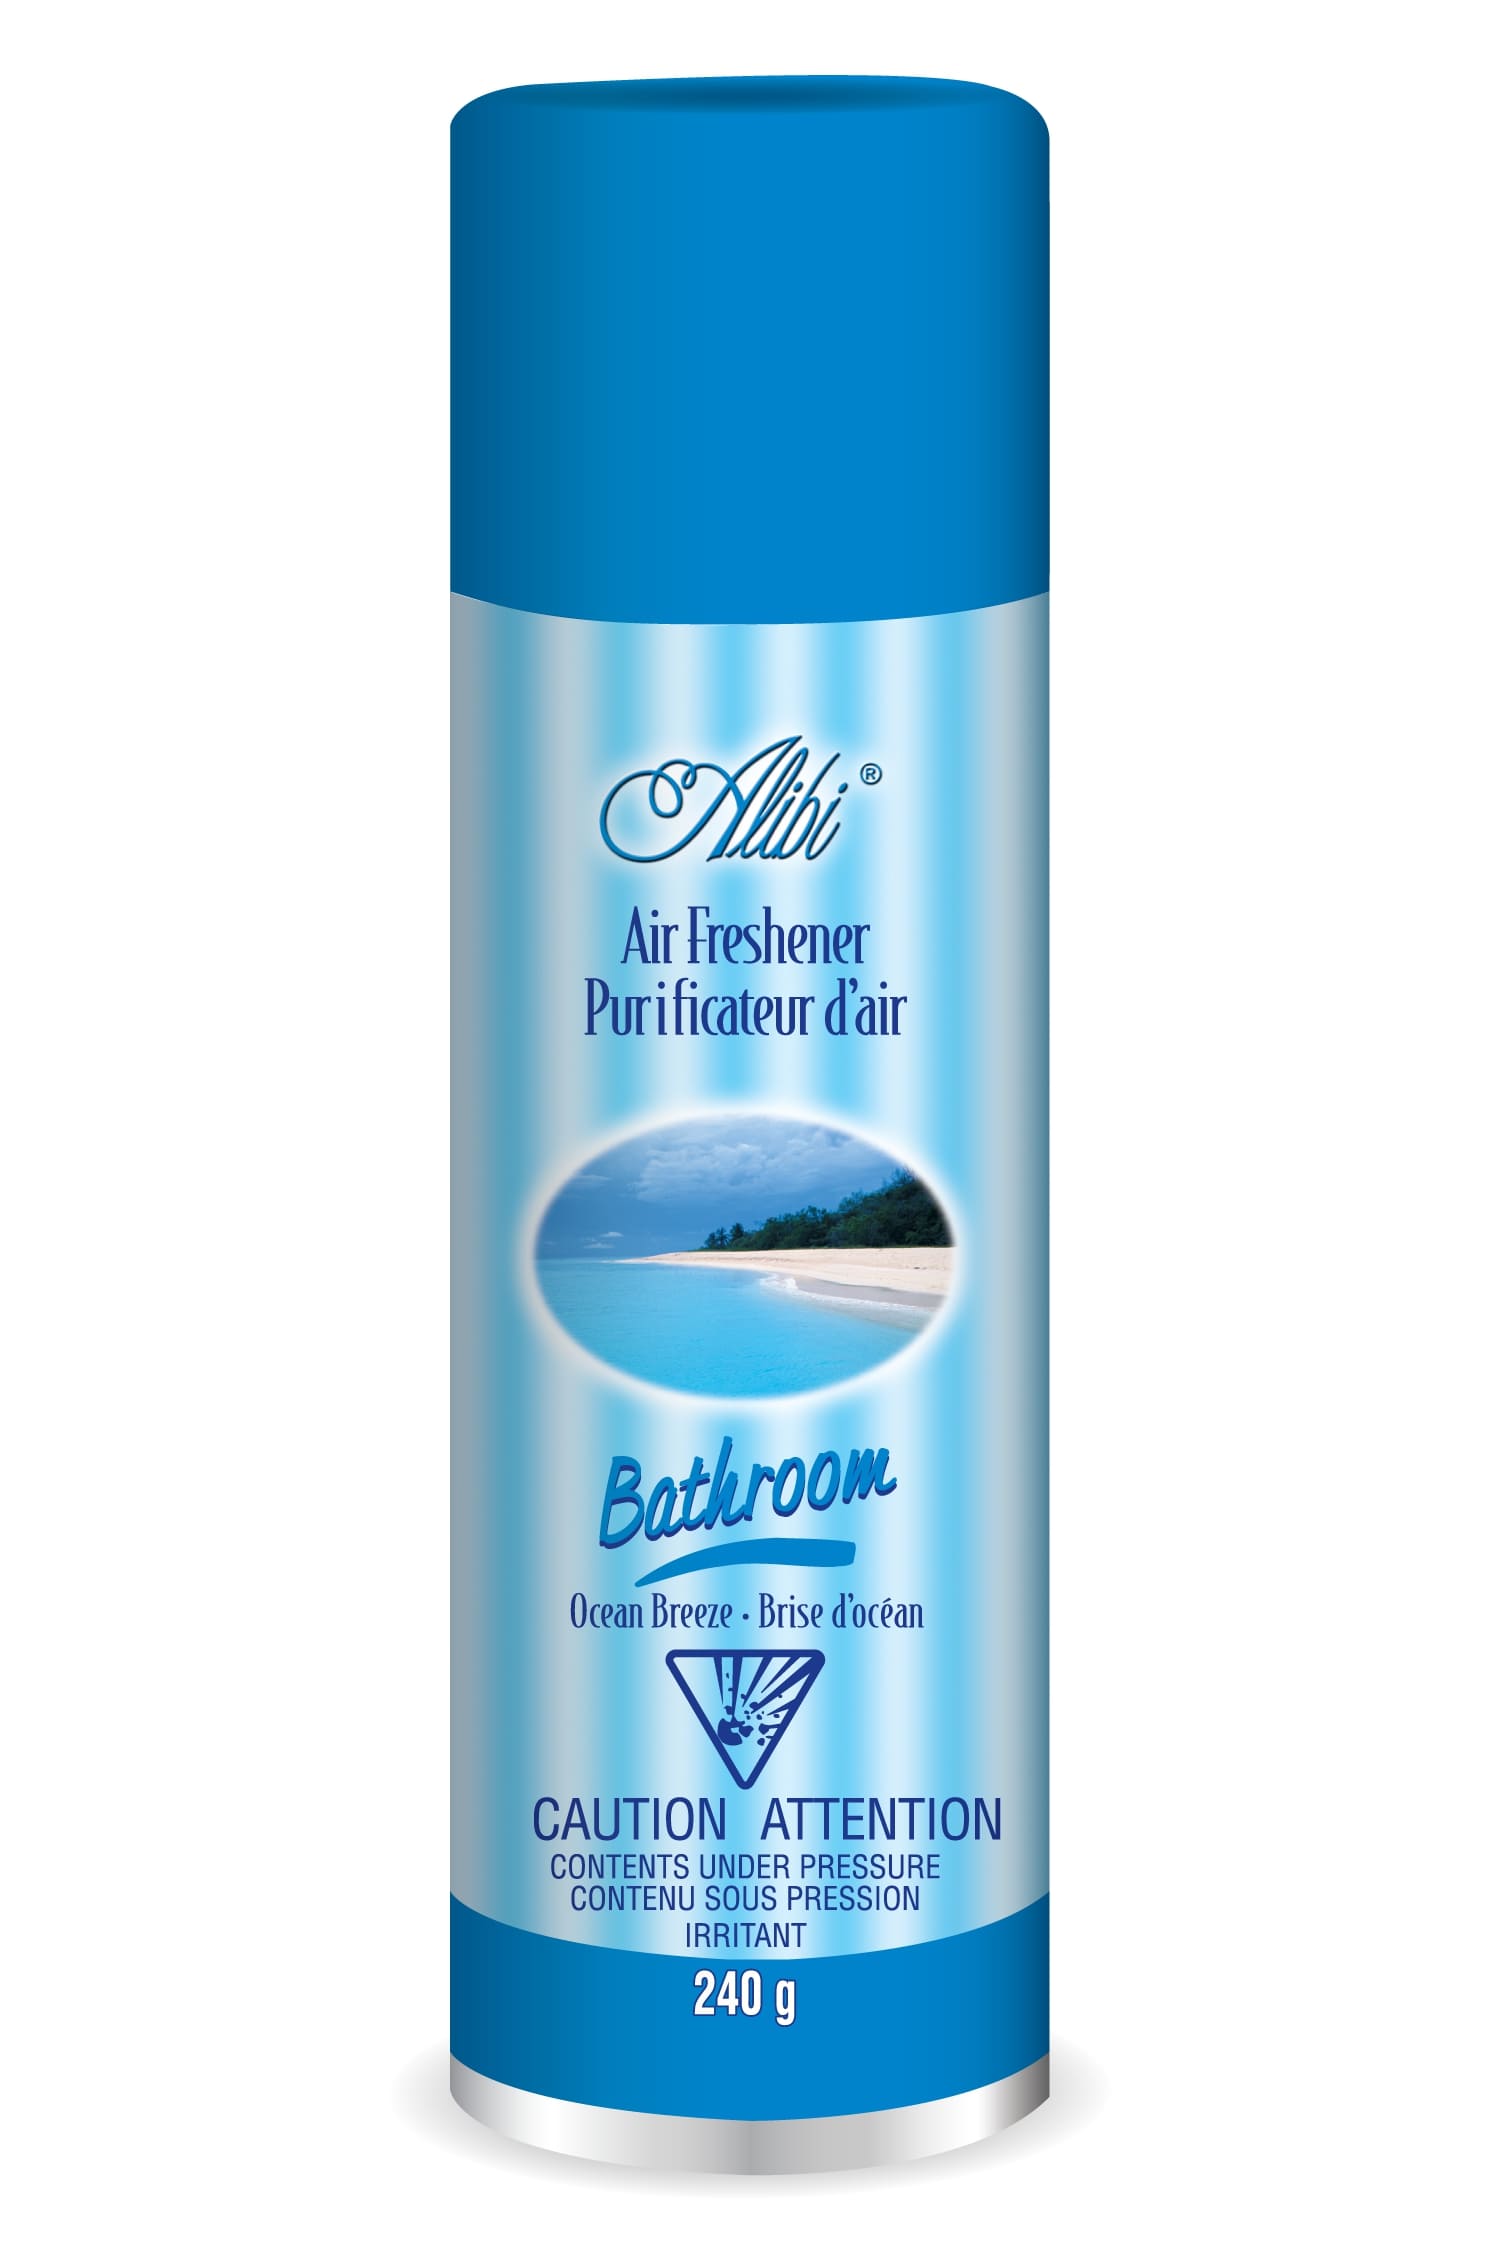 Alibi®
Air Freshener
Purificateur d'air
Bathroom
Ocean Breeze • Brise d'océan
CAUTION ATTENTION
CONTENTS UNDER PRESSURE
CONTENU SOUS PRESSION
IRRITANT
240 g